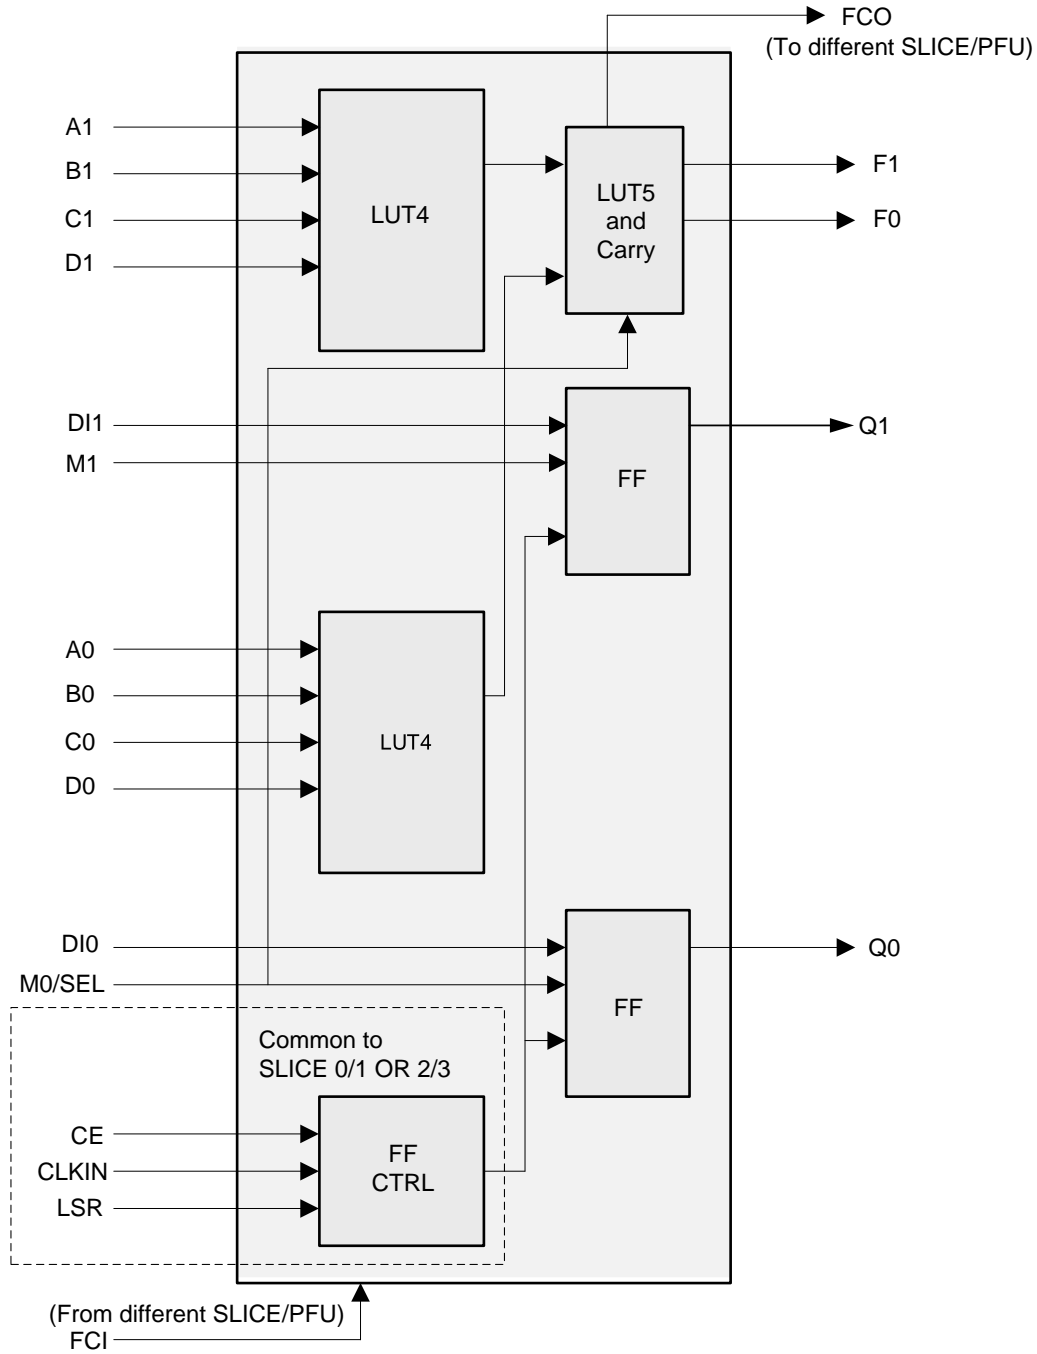 FCO
(To different SLICE/PFU)
A1
B1
C1
D1
LUT4
LUT5
and
Carry
F1
F0
DI1
M1
FF
Q1
A0
B0
C0
D0
LUT4
DI0
M0/SEL
FF
Q0
Common to
SLICE 0/1 OR 2/3
CE
CLKIN
LSR
FF
CTRL
(From different SLICE/PFU)
FCI